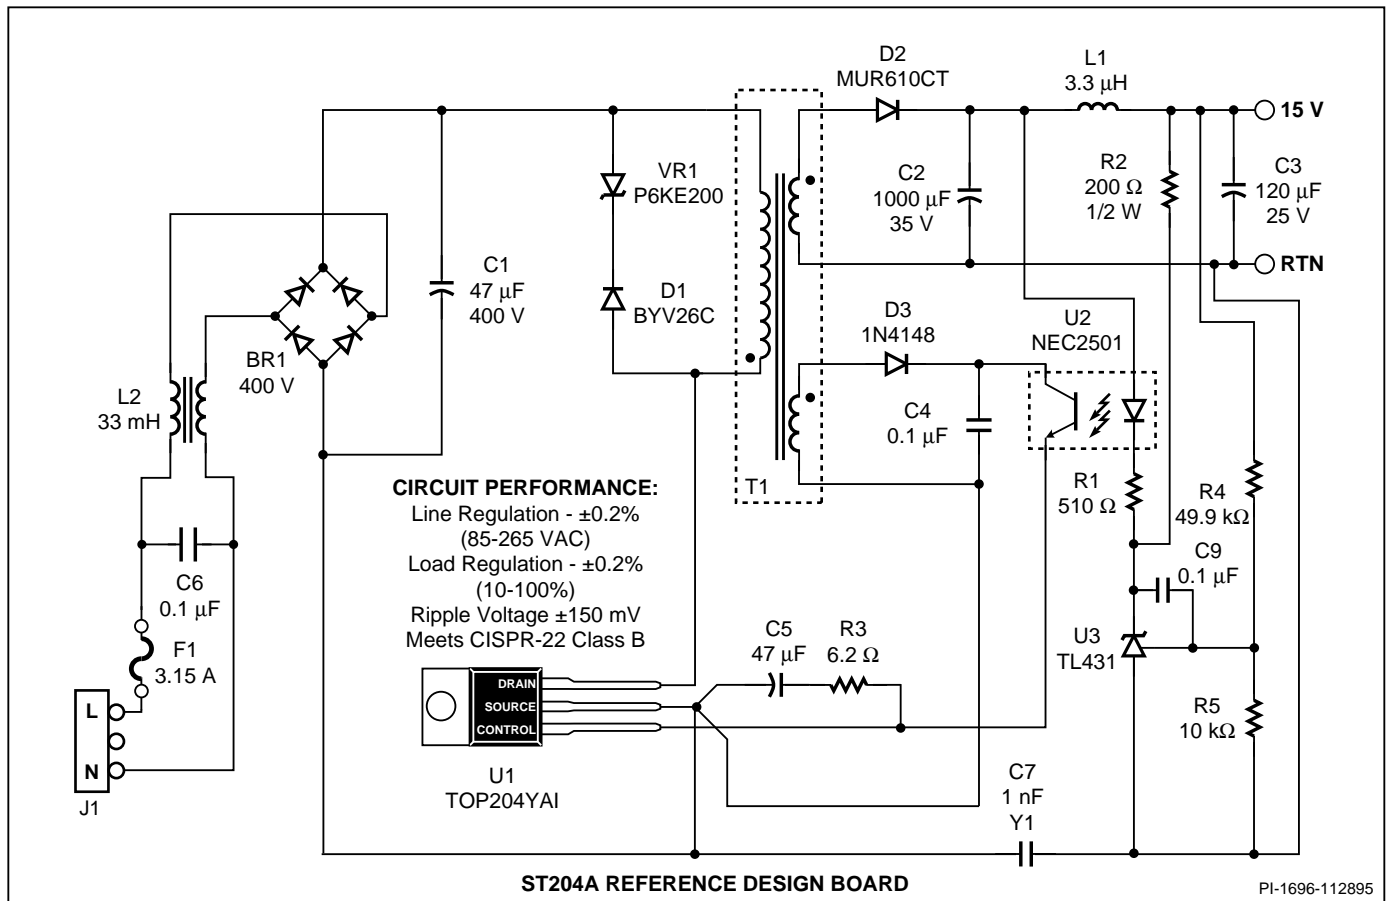 D2
MUR610CT
L1
3.3 µH
15 V
VR1
P6KE200
C2
1000 µF
35 V
R2
200 Ω
1/2 W
C3
120 µF
25 V
C1
47 µF
400 V
RTN
D1
BYV26C
D3
1N4148
U2
NEC2501
BR1
400 V
L2
33 mH
C4
0.1 µF
T1
R1
510 Ω
R4
49.9 kΩ
CIRCUIT PERFORMANCE:
Line Regulation - ±0.2%
(85-265 VAC)
Load Regulation - ±0.2%
(10-100%)
Ripple Voltage ±150 mV
Meets CISPR-22 Class B
C9
0.1 µF
C6
0.1 µF
F1
3.15 A
C5
47 µF
R3
6.2 Ω
U3
TL431
DRAIN
SOURCE
CONTROL
L
N
J1
R5
10 kΩ
U1
TOP204YAI
C7
1 nF
Y1
ST204A REFERENCE DESIGN BOARD
PI-1696-112895